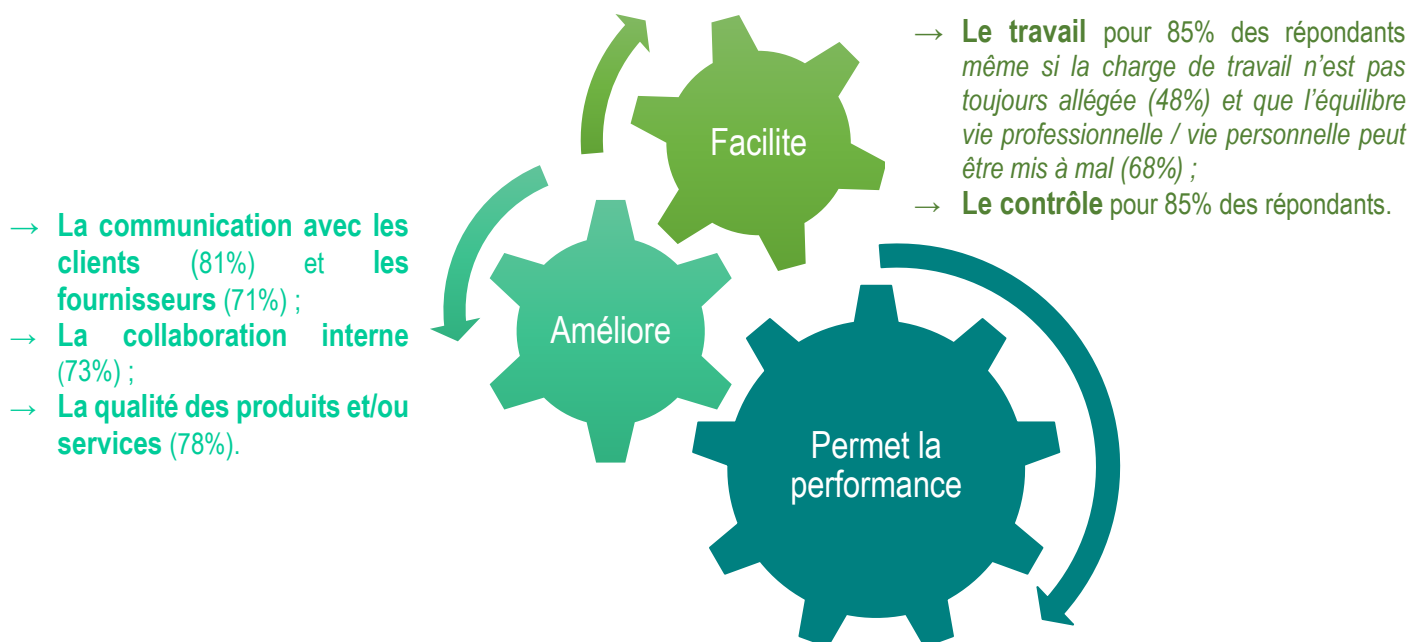 → Le travail pour 85% des répondants
même si la charge de travail n'est pas
toujours allégée (48%) et que l'équilibre
vie professionnelle / vie personnelle peut
être mis à mal (68%) ;
→ Le contrôle pour 85% des répondants.
Facilite
→ La communication avec les
clients (81%) et les
fournisseurs (71%) ;
→ La collaboration interne
(73%) ;
→ La qualité des produits et/ou
services (78%).
Améliore
Permet la
performance